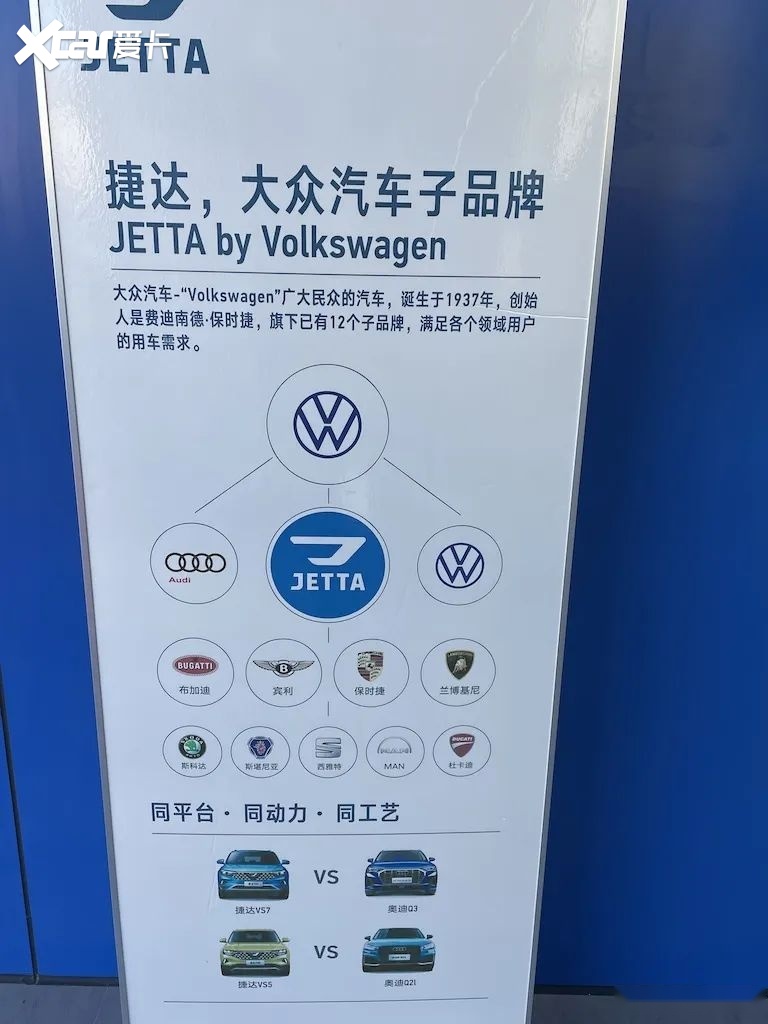 Xcar爱卡
JETTA
捷达，大众汽车子品牌
JETTA by Volkswagen
大众汽车-“Volkswagen”广大民众的汽车，诞生于1937年，创始
人是费迪南德·保时捷，旗下已有12个子品牌，满足各个领域用户
的用车需求。
Audi
JETTA
BUGATTI
布加迪
B
宾利
保时捷
LAMBORGHINI
兰博基尼
SKODA
斯科达
斯堪尼亚
西雅特
MAN
MAN
DUCATI
杜卡迪
同平台·同动力·同工艺
捷达VS7
VS
奥迪Q3
捷达VS5
VS
奥迪Q2l